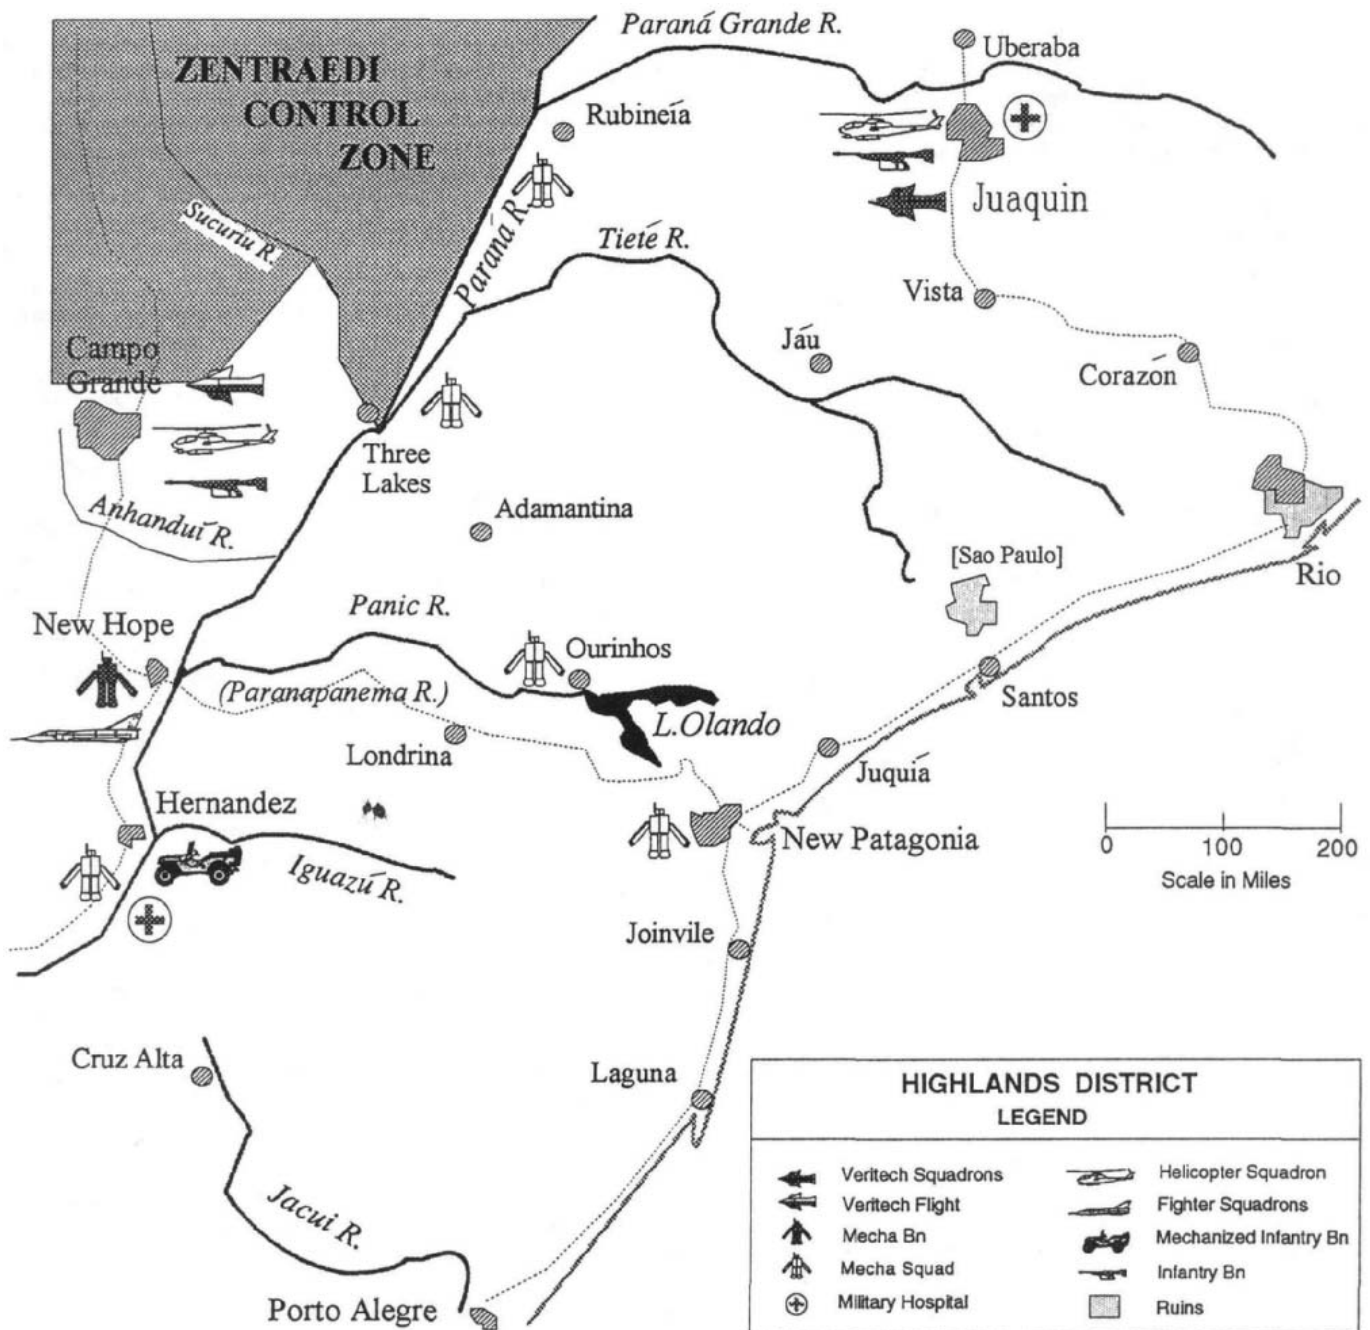 Paraná Grande R.
Uberaba
ZENTRAEDI
CONTROL
ZONE
Rubineía
Juaquin
Sucuriu R.
Paraná R.
Tieté R.
Vista
Jáu
Corazón
Campo
Grande
Three
Lakes
Anhanduí R.
Adamantina
[Sao Paulo]
Rio
Panic R.
New Hope
Ourinhos
(Paranapanema R.)
Santos
L.Olando
Londrina
Juquiá
Hernandez
New Patagonia
0 100 200
Scale in Miles
Iguazú R.
Joinvile
Cruz Alta
Laguna
Jacui R.
Porto Alegre
HIGHLANDS DISTRICT
LEGEND
Veritech Squadrons
Veritech Flight
Mecha Bn
Mecha Squad
Military Hospital
Helicopter Squadron
Fighter Squadrons
Mechanized Infantry Bn
Infantry Bn
Ruins